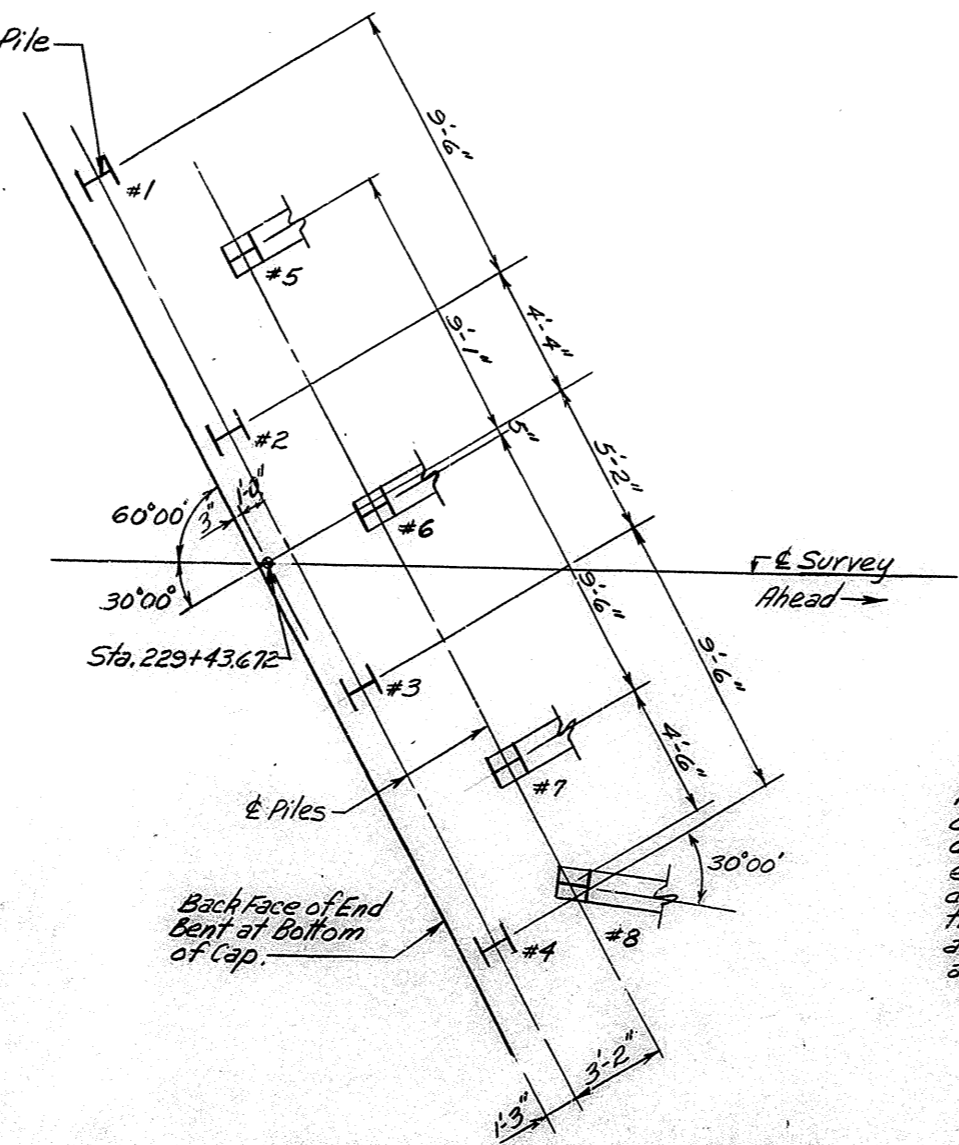 Pile
9'-6"
#1
#5
9'-1"
4'-4"
#2
5"
5'-2"
60°00'
3"
1'-0"
#6
30°00'
℄ Survey
Ahead
9'-6"
9'-6"
Sta. 229+43.672
#3
4'-6"
#7
℄ Piles
30°00'
Back Face of End
Bent at Bottom
of Cap.
#4
#8
3'-2"
1'-3"